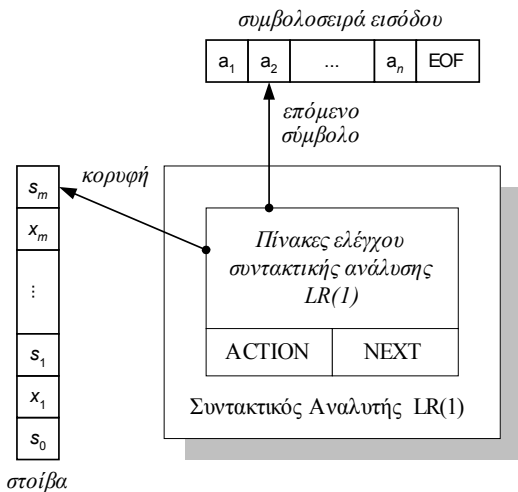 συμβολοσειρά εισόδου
a1 a2 ... an EOF
επόμενο
σύμβολο
κορυφή
sm
xm
⋮
s1
x1
s0
στοίβα
Πίνακες ελέγχου
συντακτικής ανάλυσης
LR(1)
ACTION NEXT
Συντακτικός Αναλυτής LR(1)